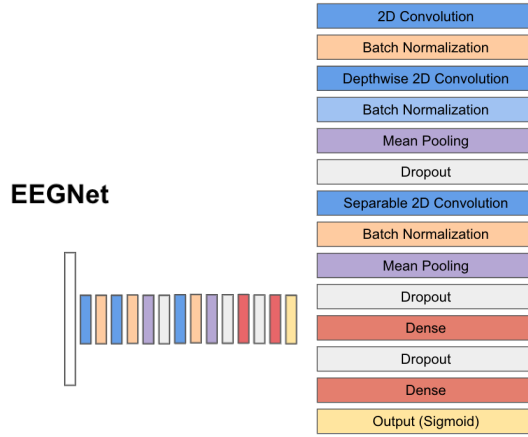 2D Convolution
Batch Normalization
Depthwise 2D Convolution
Batch Normalization
Mean Pooling
Dropout
EEGNet
Separable 2D Convolution
Batch Normalization
Mean Pooling
Dropout
Dense
Dropout
Dense
Output (Sigmoid)